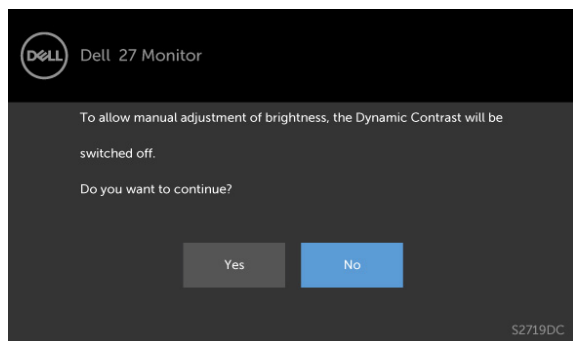 DELL
Dell 27 Monitor
To allow manual adjustment of brightness, the Dynamic Contrast will be
switched off.
Do you want to continue?
Yes
No
S2719DC